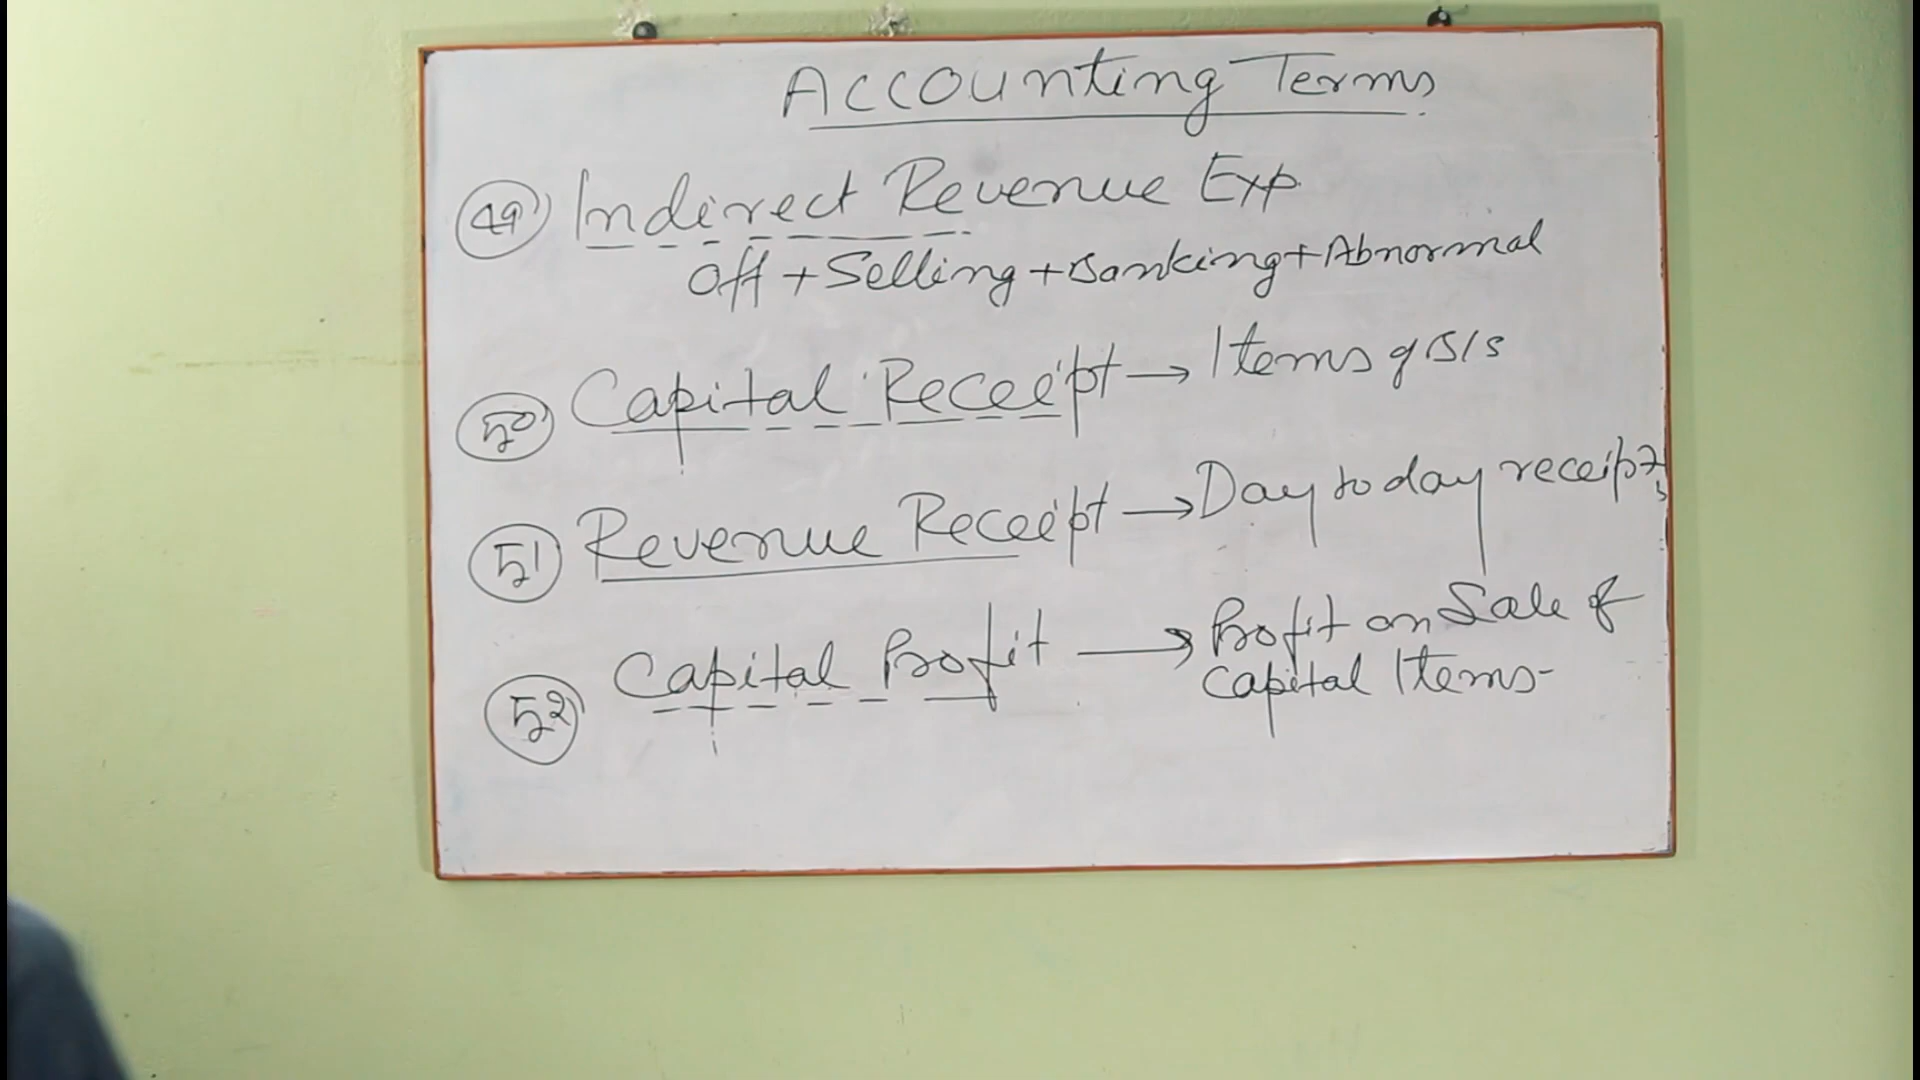 Accounting Terms
49) Indirect Revenue Exp.
Off + Selling + Banking + Abnormal
50) Capital Receipt → Items of B/S
51) Revenue Receipt → Day to day receipts
52) Capital Profit → Profit on Sale of
Capital Items-